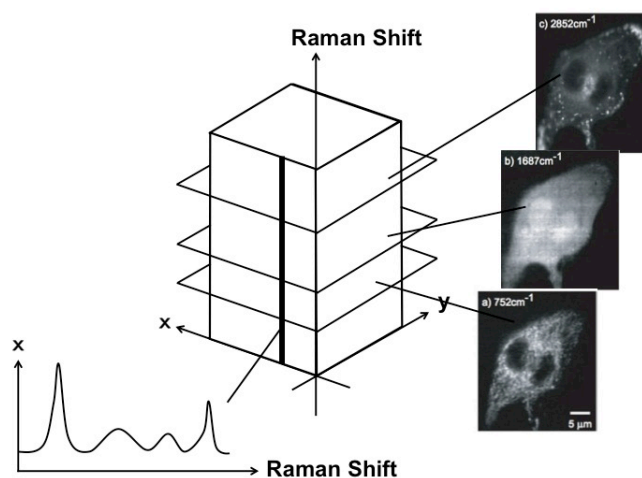 Raman Shift
c) 2852cm-1
b) 1687cm-1
a) 752cm-1
5 μm
x
y
x
Raman Shift